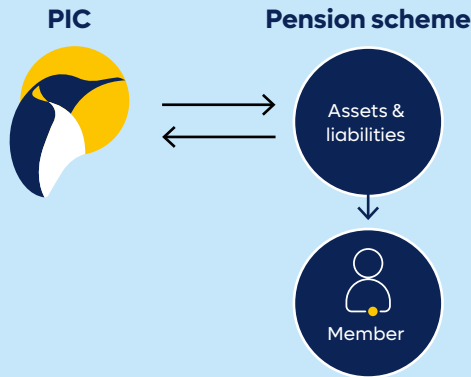 PIC
Pension scheme
Assets &
liabilities
Member